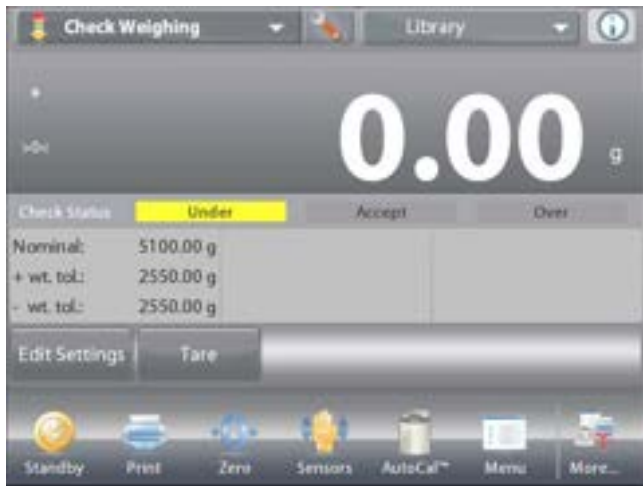 Check Weighing Library
0.00 g
>0<
Check Status Under Accept Over
Nominal: 5100.00 g
+ wt. tol.: 2550.00 g
- wt. tol.: 2550.00 g
Edit Settings Tare
Standby Print Zero Sensors AutoCal™ Menu More...